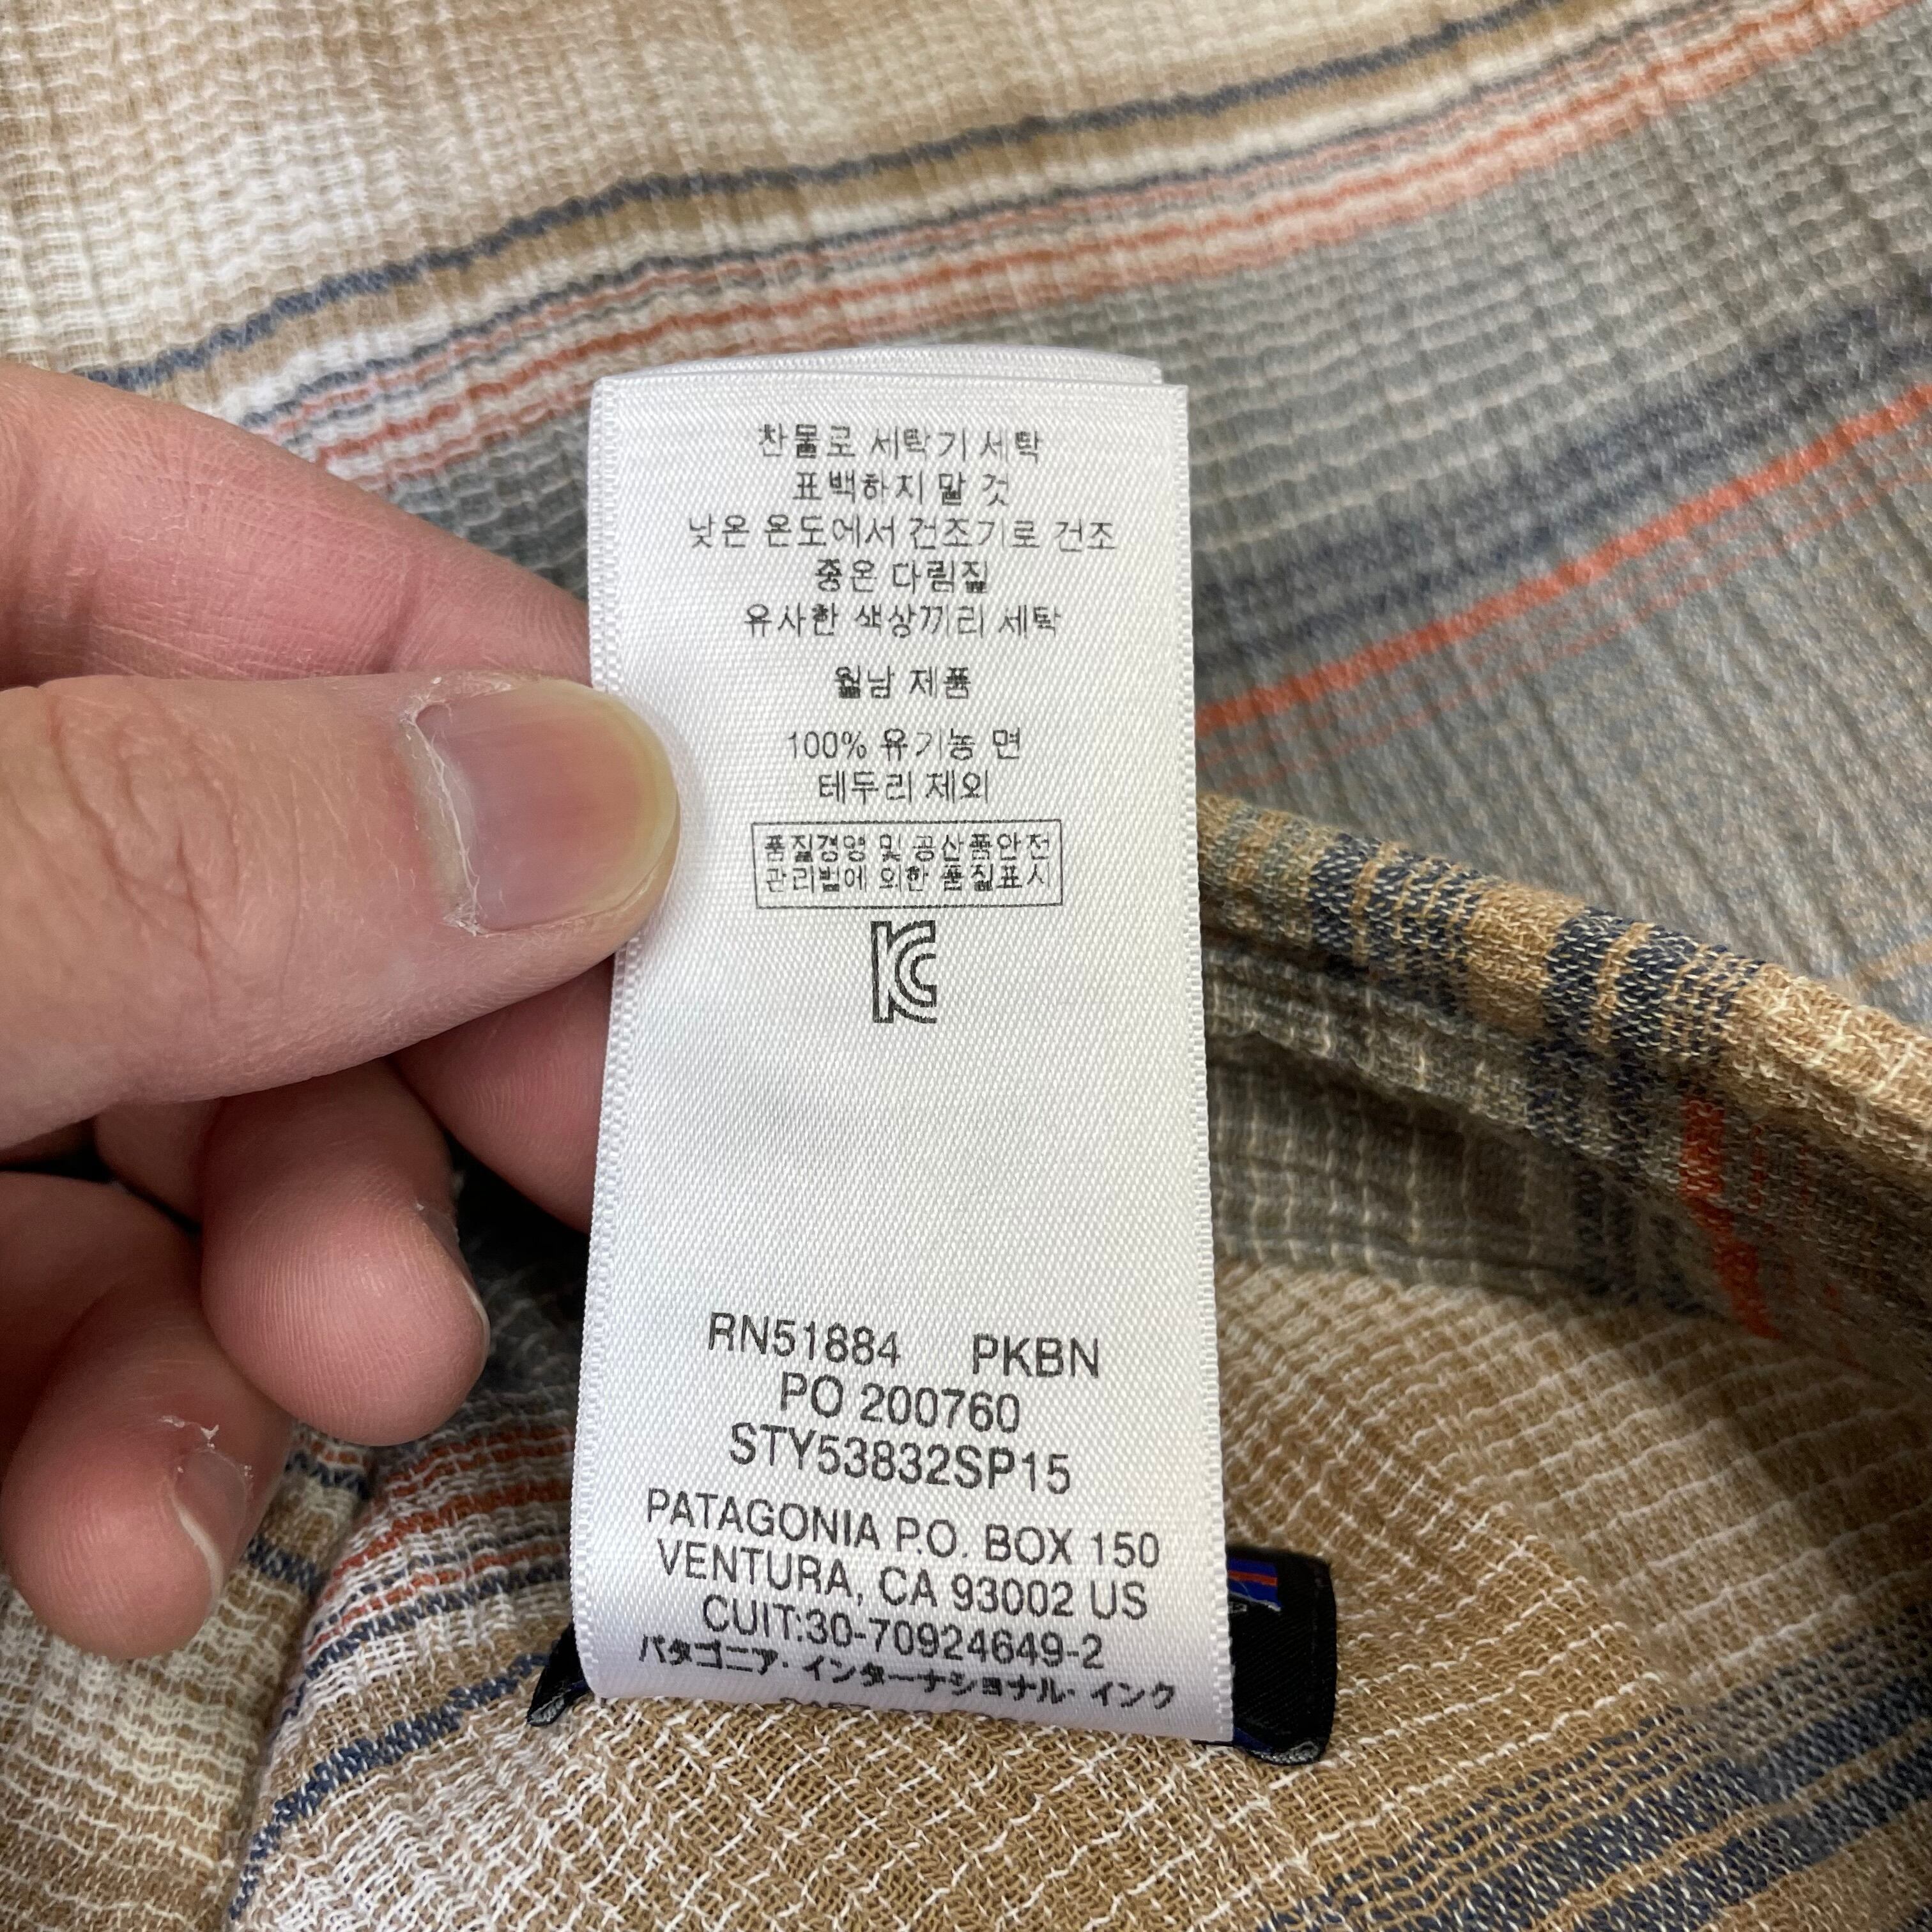 찬물로 세탁기 세탁
표백하지 말 것
낮은 온도에서 건조기로 건조
중온 다림질
유사한 색상끼리 세탁
월남 제품
100% 유기농 면
테두리 제외
품질경영 및 공산품안전
관리법에 의한 품질표시
RN51884 PKBN
PO 200760
STY53832SP15
PATAGONIA P.O. BOX 150
VENTURA, CA 93002 US
CUIT:30-70924649-2
パタゴニア・インターナショナル・インク